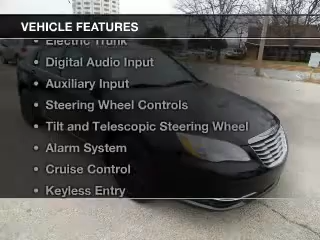 VEHICLE FEATURES
Electric Trunk
• Digital Audio Input
• Auxiliary Input
• Steering Wheel Controls
• Tilt and Telescopic Steering Wheel
• Alarm System
• Cruise Control
• Keyless Entry